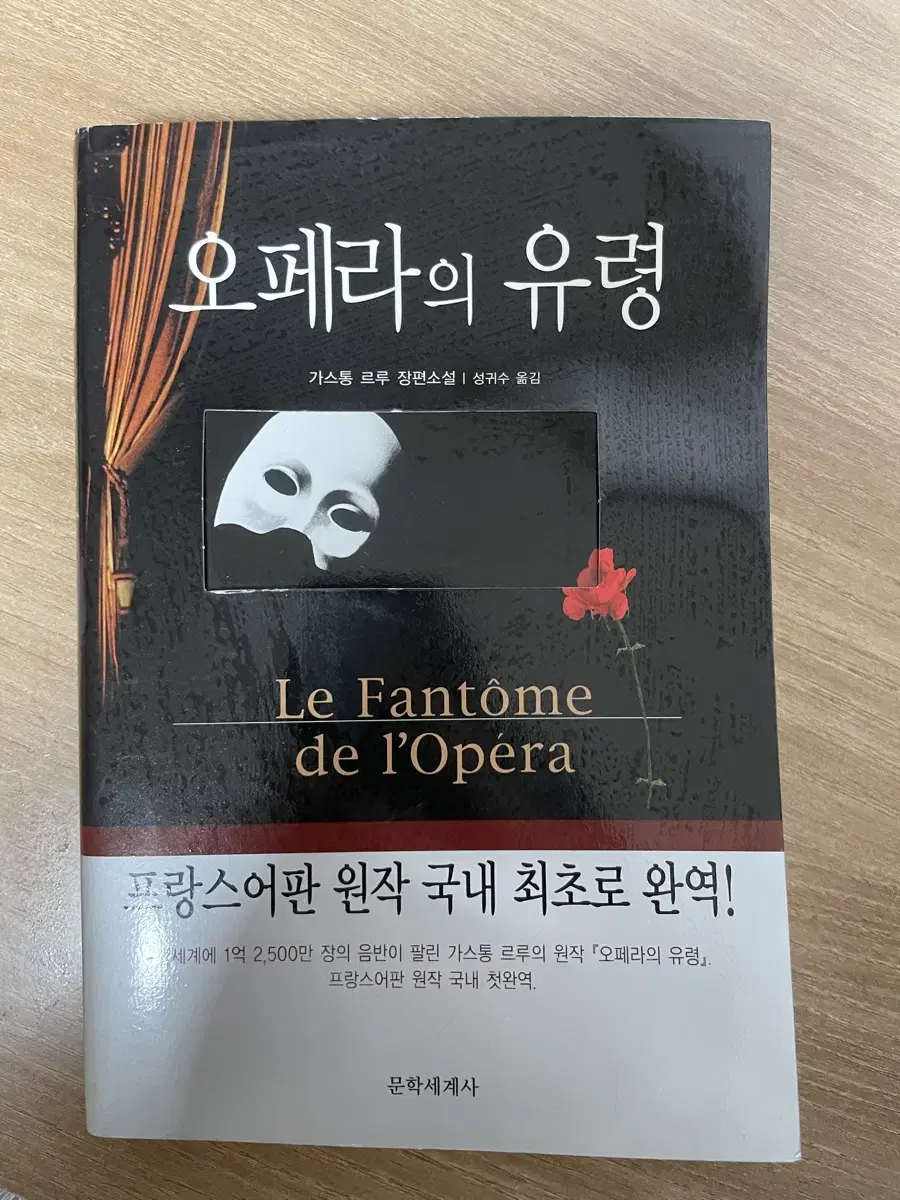 오페라의 유령
가스통 르루 장편소설 | 성귀수 옮김
Le Fantôme
de l'Opéra
프랑스어판 원작 국내 최초로 완역!
세계에 1억 2,500만 장의 음반이 팔린 가스통 르루의 원작 『오페라의 유령』.
프랑스어판 원작 국내 첫완역.
문학세계사